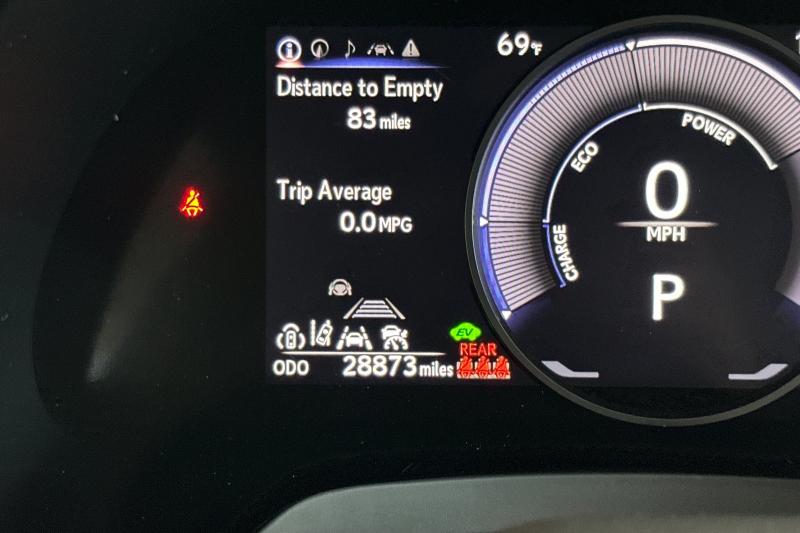 69°F
Distance to Empty
83 miles
Trip Average
0.0 MPG
CHARGE
ECO
POWER
0
MPH
P
EV
REAR
ODO 28873 miles